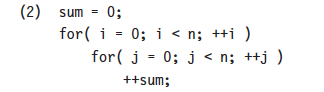 (2) sum = 0;
for( i = 0; i < n; ++i )
for( j = 0; j < n; ++j )
++sum;